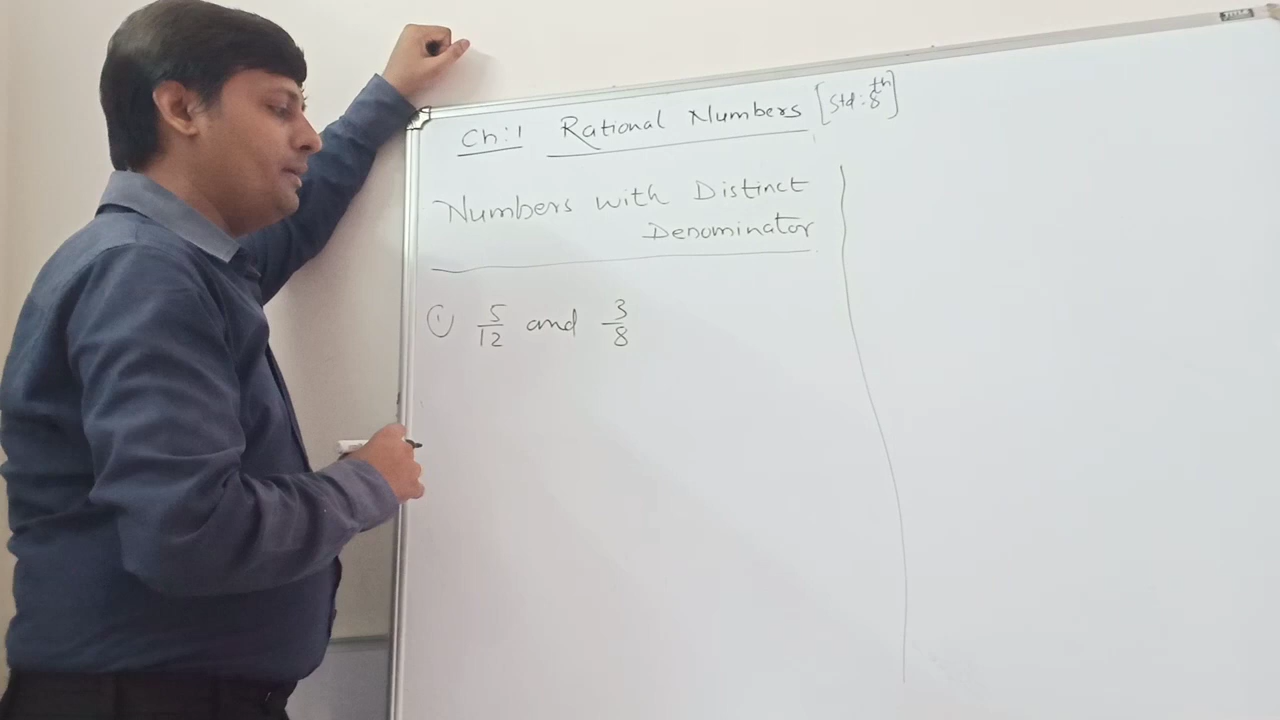 Ch:1 Rational Numbers [Std:8th]
Numbers with Distinct
Denominator
① 5/12 and 3/8